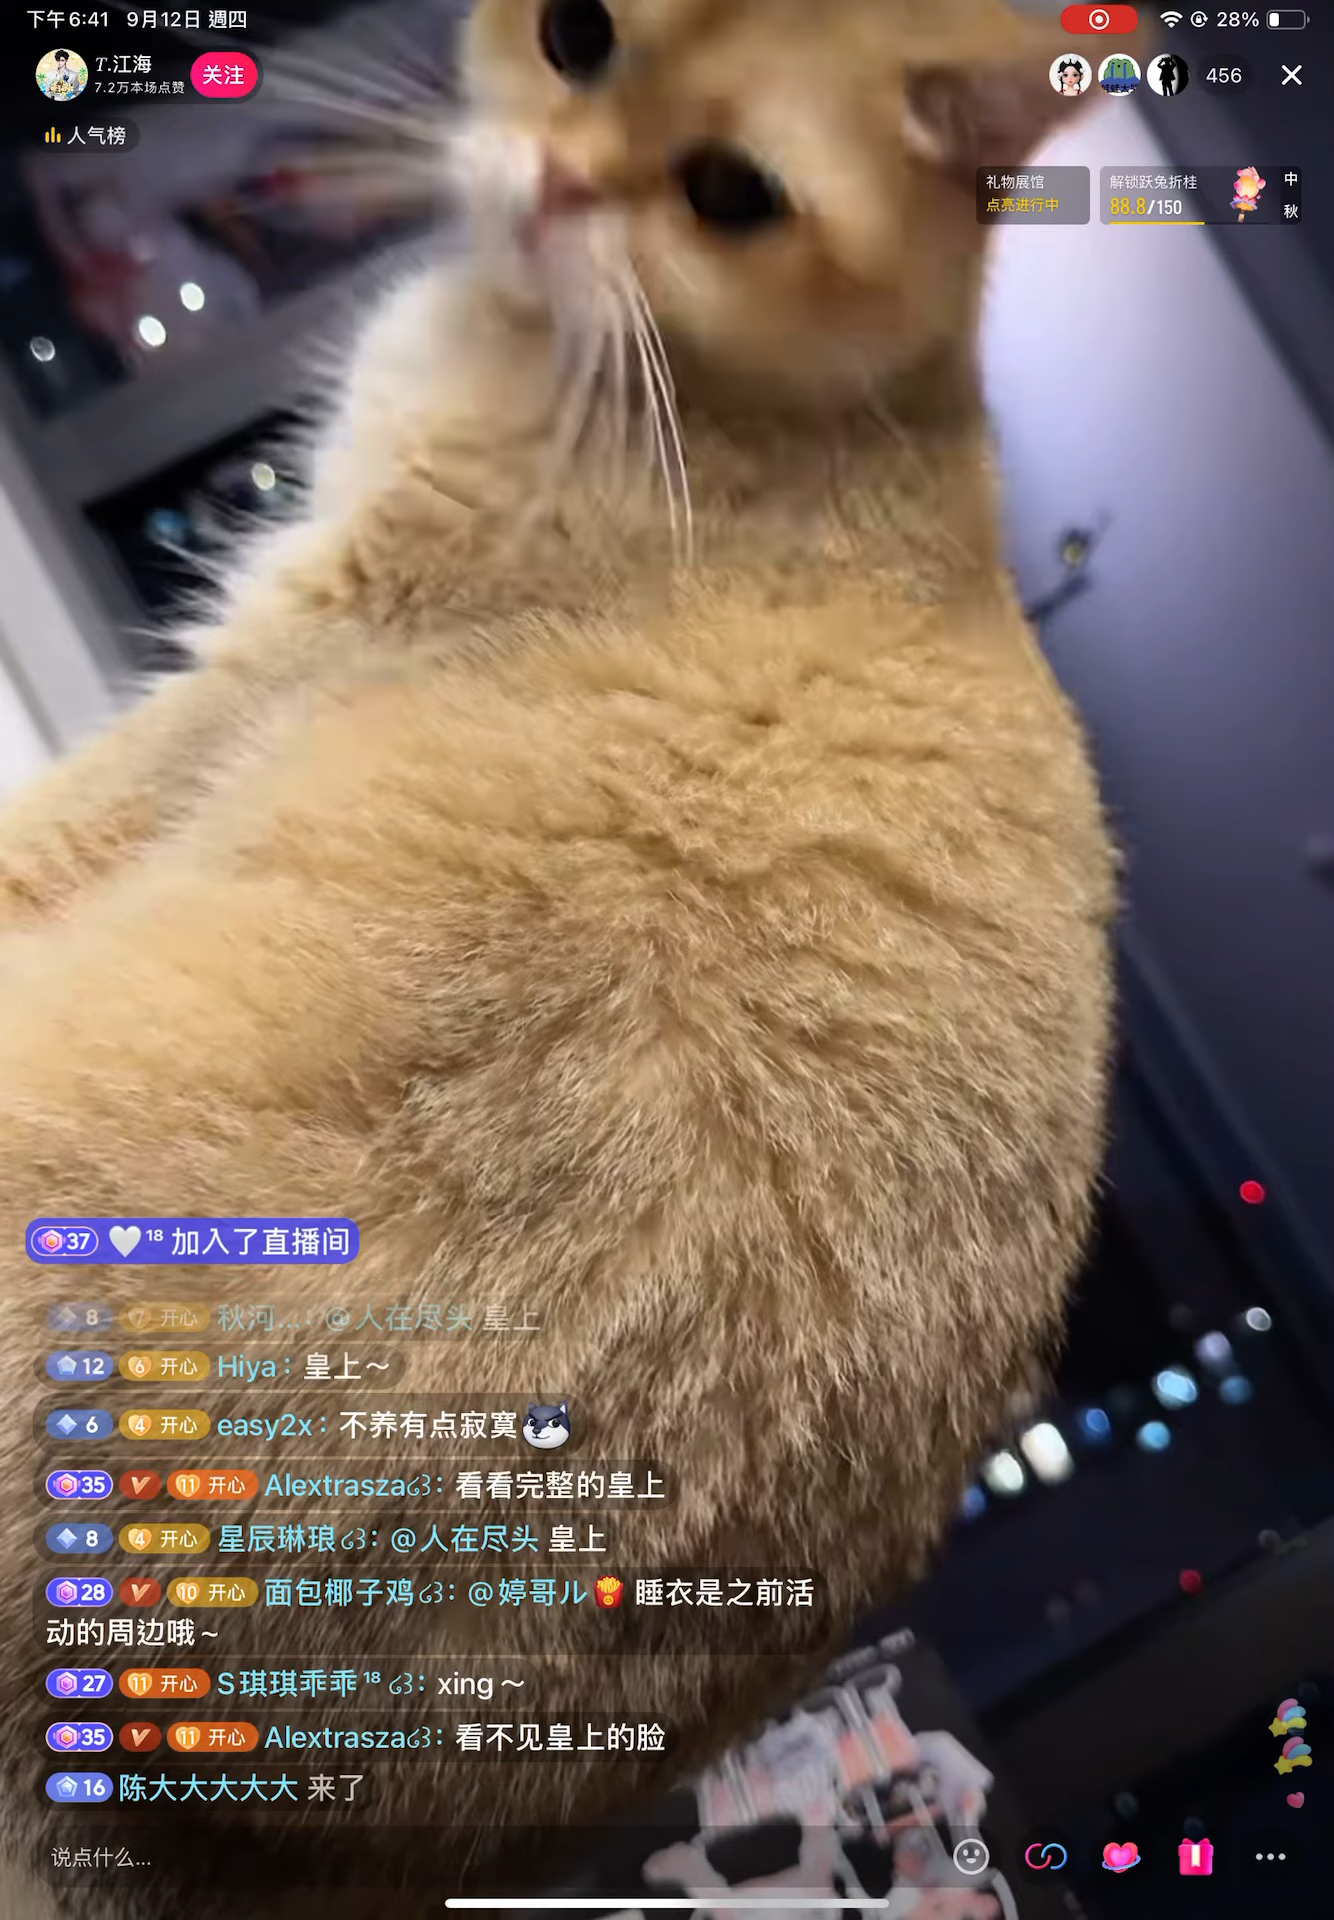 下午6:41 9月12日 週四
28%
T.江海
7.2万本场点赞
关注
456
人气榜
礼物展馆
点亮进行中
解锁跃兔折桂
88.8/150
中
秋
37 🤍¹⁸ 加入了直播间
8 7 开心 秋河...: @人在尽头 皇上
12 6 开心 Hiya: 皇上～
6 4 开心 easy2x: 不养有点寂寞
35 11 开心 Alextraszaპ: 看看完整的皇上
8 4 开心 星辰琳琅პ: @人在尽头 皇上
28 10 开心 面包椰子鸡პ: @婷哥ル🍟 睡衣是之前活
动的周边哦~
27 11 开心 S琪琪乖乖¹⁸პ: xing～
35 11 开心 Alextraszaპ: 看不见皇上的脸
16 陈大大大大大 来了
说点什么...